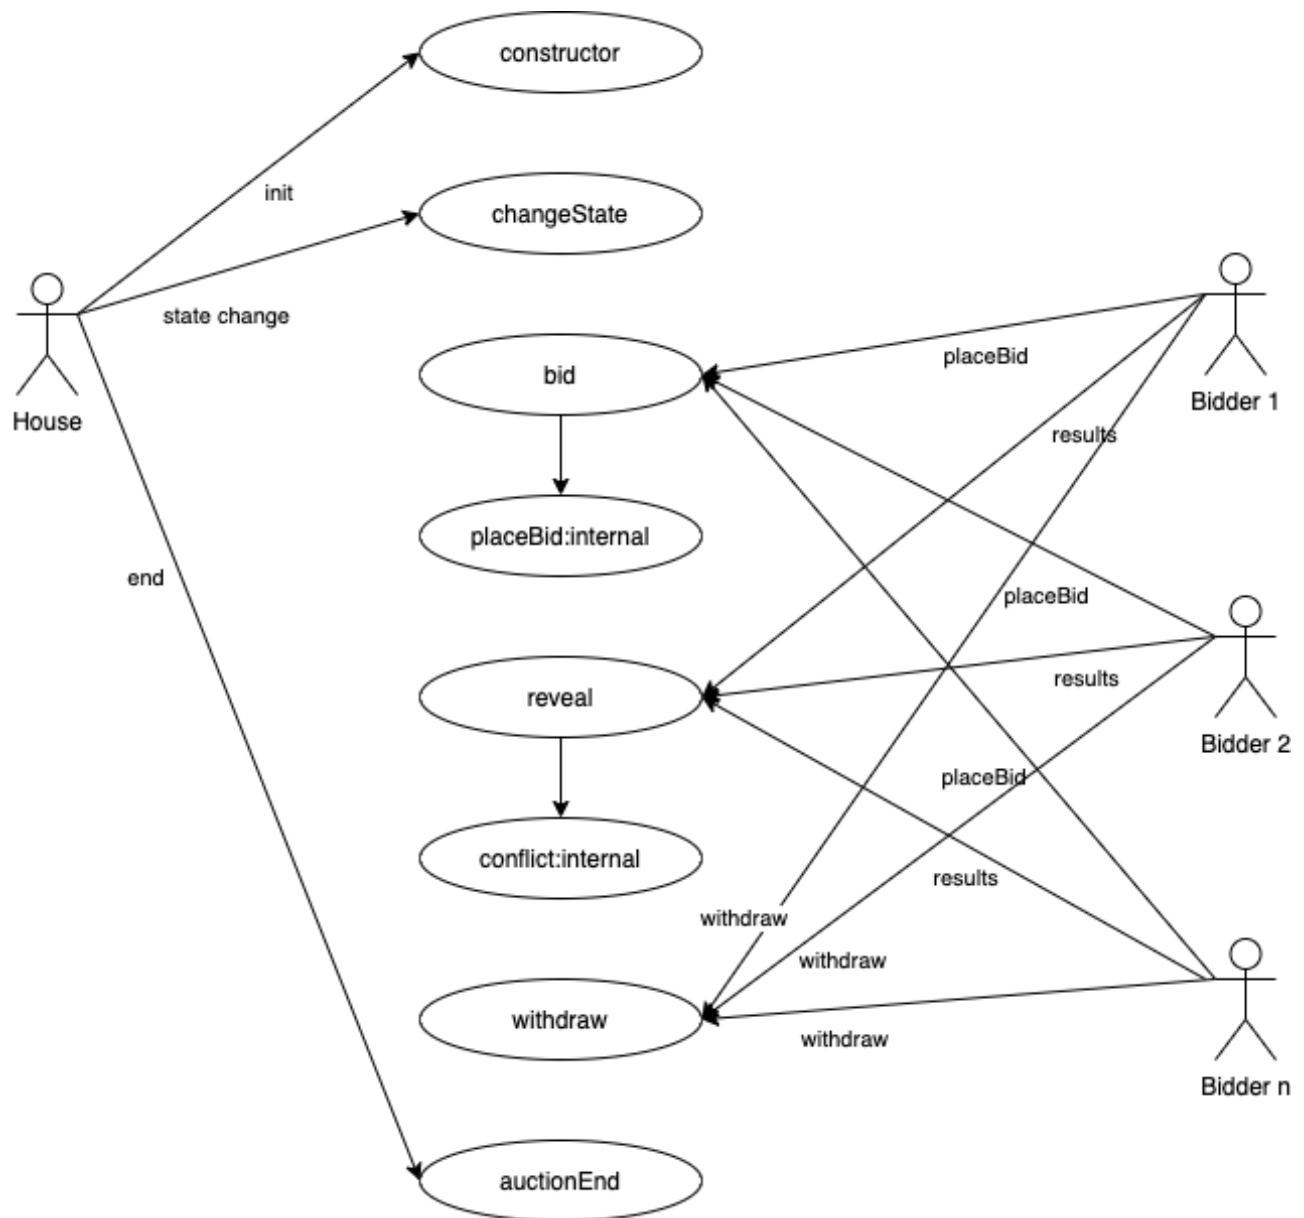 constructor
init
changeState
state change
House
bid
placeBid
Bidder 1
results
placeBid:internal
end
placeBid
reveal
results
Bidder 2
placeBid
conflict:internal
results
withdraw
withdraw
withdraw
withdraw
Bidder n
auctionEnd